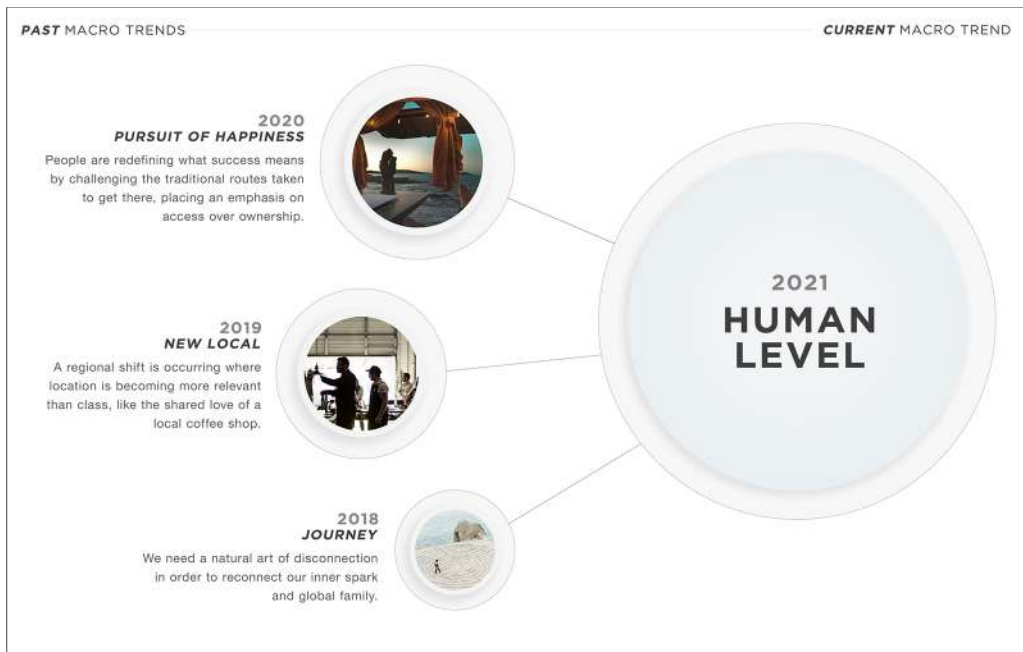 PAST MACRO TRENDS
CURRENT MACRO TREND
2020
PURSUIT OF HAPPINESS
People are redefining what success means
by challenging the traditional routes taken
to get there, placing an emphasis on
access over ownership.
2019
NEW LOCAL
A regional shift is occurring where
location is becoming more relevant
than class, like the shared love of a
local coffee shop.
2018
JOURNEY
We need a natural art of disconnection
in order to reconnect our inner spark
and global family.
2021
HUMAN
LEVEL